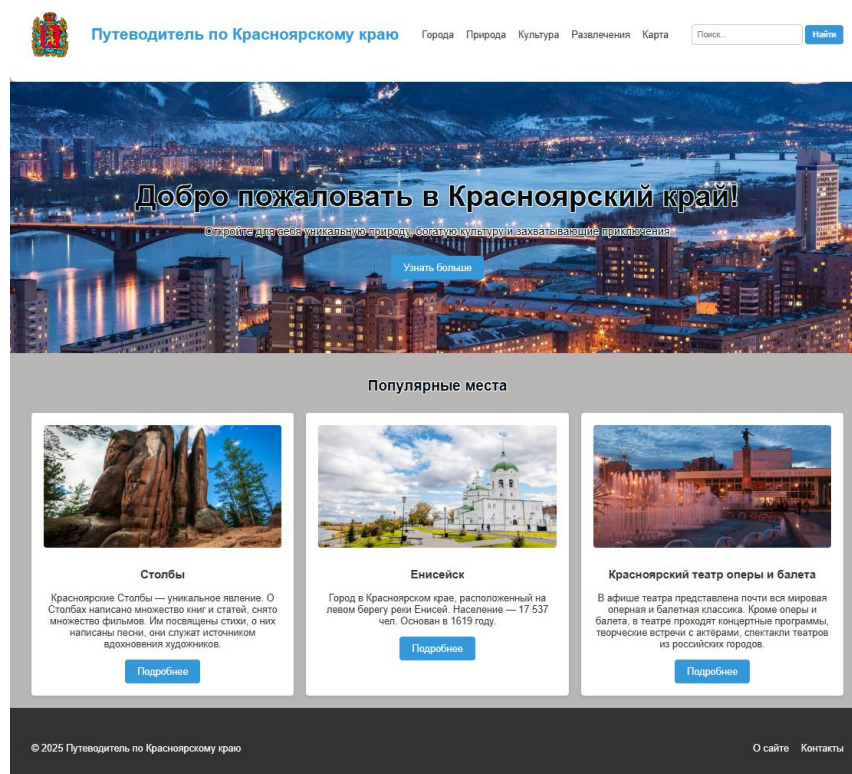 Путеводитель по Красноярскому краю
Города Природа Культура Развлечения Карта
Поиск...
Найти
Добро пожаловать в Красноярский край!
Откройте для себя уникальную природу, богатую культуру и захватывающие приключения.
Узнать больше
Популярные места
Столбы
Красноярские Столбы — уникальное явление. О
Столбах написано множество книг и статей, снято
множество фильмов. Им посвящены стихи, о них
написаны песни, они служат источником
вдохновения художников.
Подробнее
Енисейск
Город в Красноярском крае, расположенный на
левом берегу реки Енисей. Население — 17 537
чел. Основан в 1619 году.
Подробнее
Красноярский театр оперы и балета
В афише театра представлена почти вся мировая
оперная и балетная классика. Кроме оперы и
балета, в театре проходят концертные программы,
творческие встречи с актёрами, спектакли театров
из российских городов.
Подробнее
© 2025 Путеводитель по Красноярскому краю
О сайте Контакты